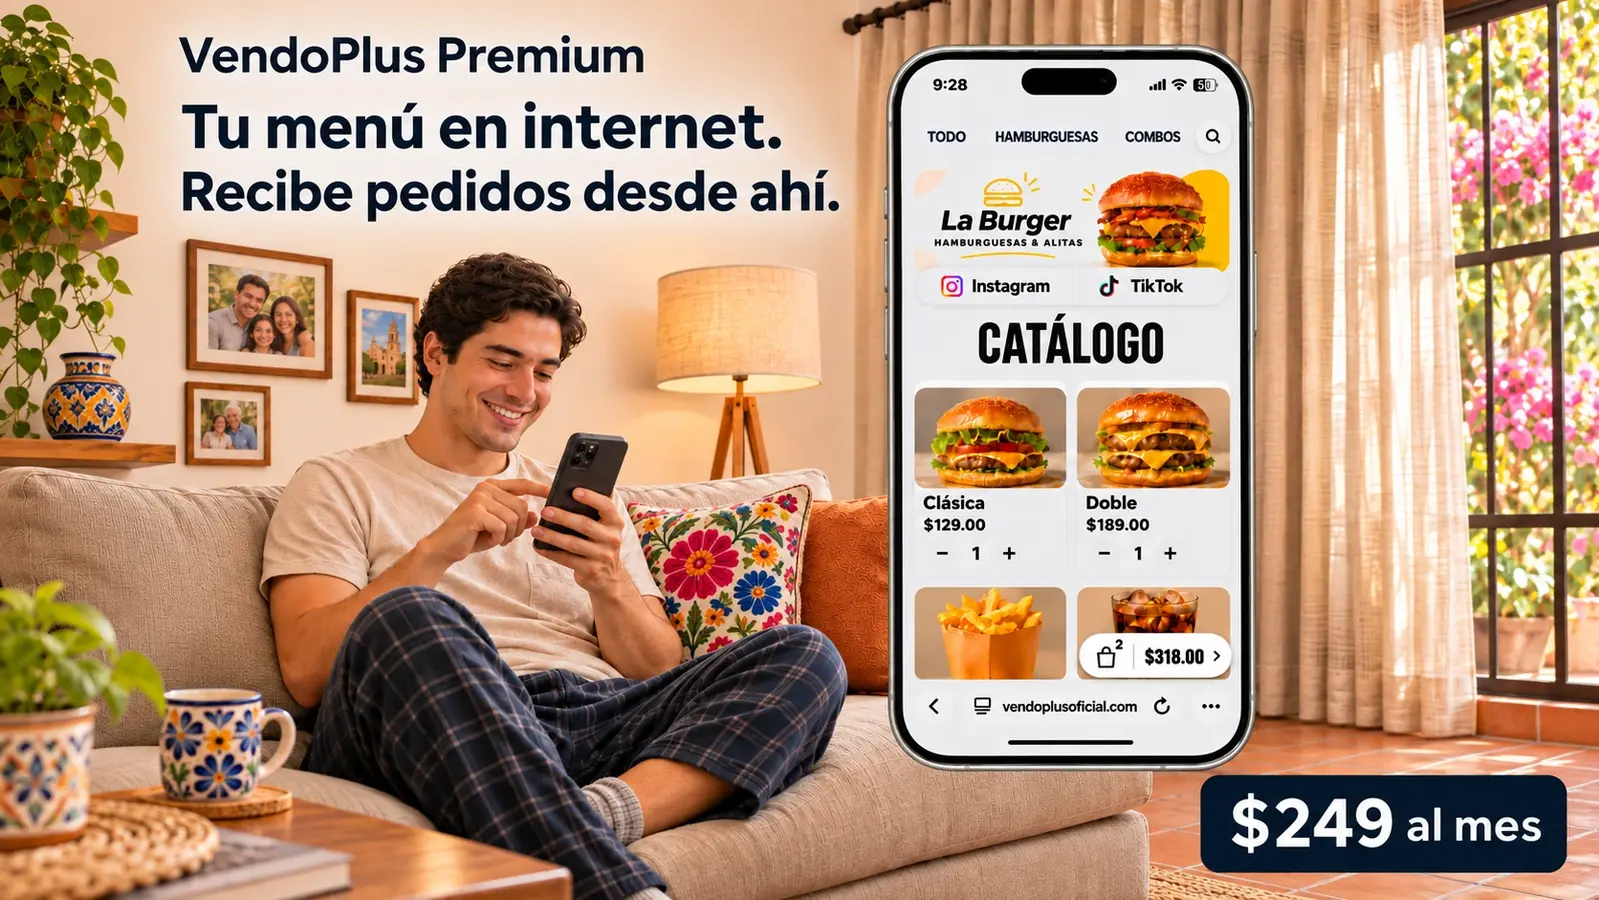 VendoPlus Premium
Tu menú en internet.
Recibe pedidos desde ahí.
9:28
50
TODO HAMBURGUESAS COMBOS
La Burger
HAMBURGUESAS & ALITAS
Instagram TikTok
CATÁLOGO
Clásica Doble
$129.00 $189.00
− 1 + − 1 +
2
$318.00 >
vendoplusoficial.com
$249 al mes